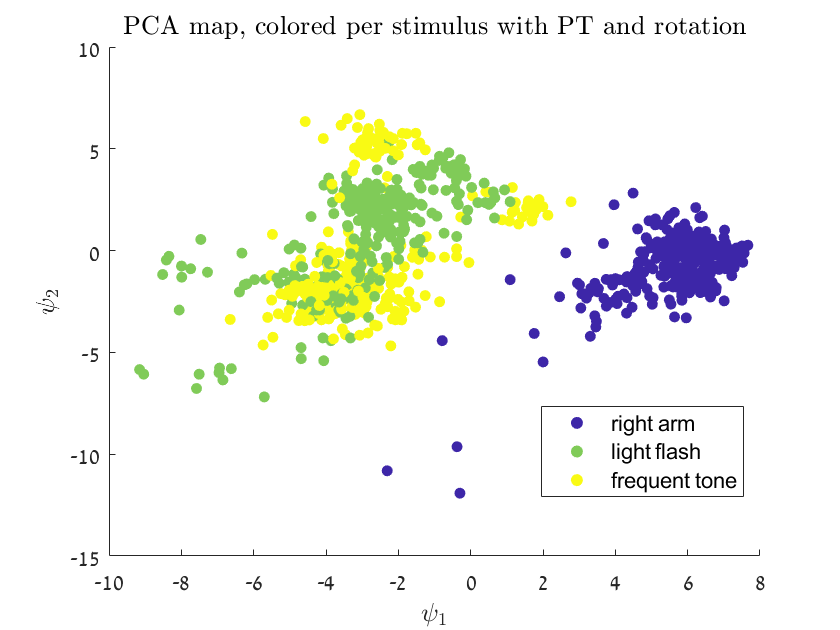 PCA map, colored per stimulus with PT and rotation
10
5
0
-5
-10
-15
ψ2
-10 -8 -6 -4 -2 0 2 4 6 8
ψ1
right arm
light flash
frequent tone